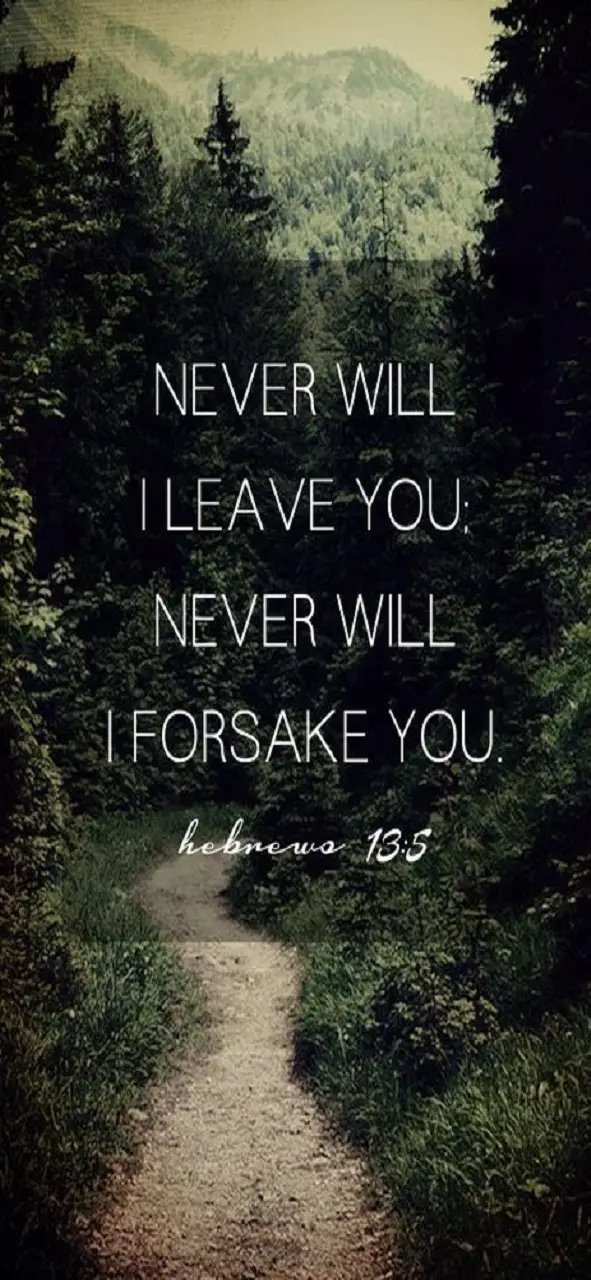 NEVER WILL
I LEAVE YOU;
NEVER WILL
I FORSAKE YOU.
hebrews 13:5